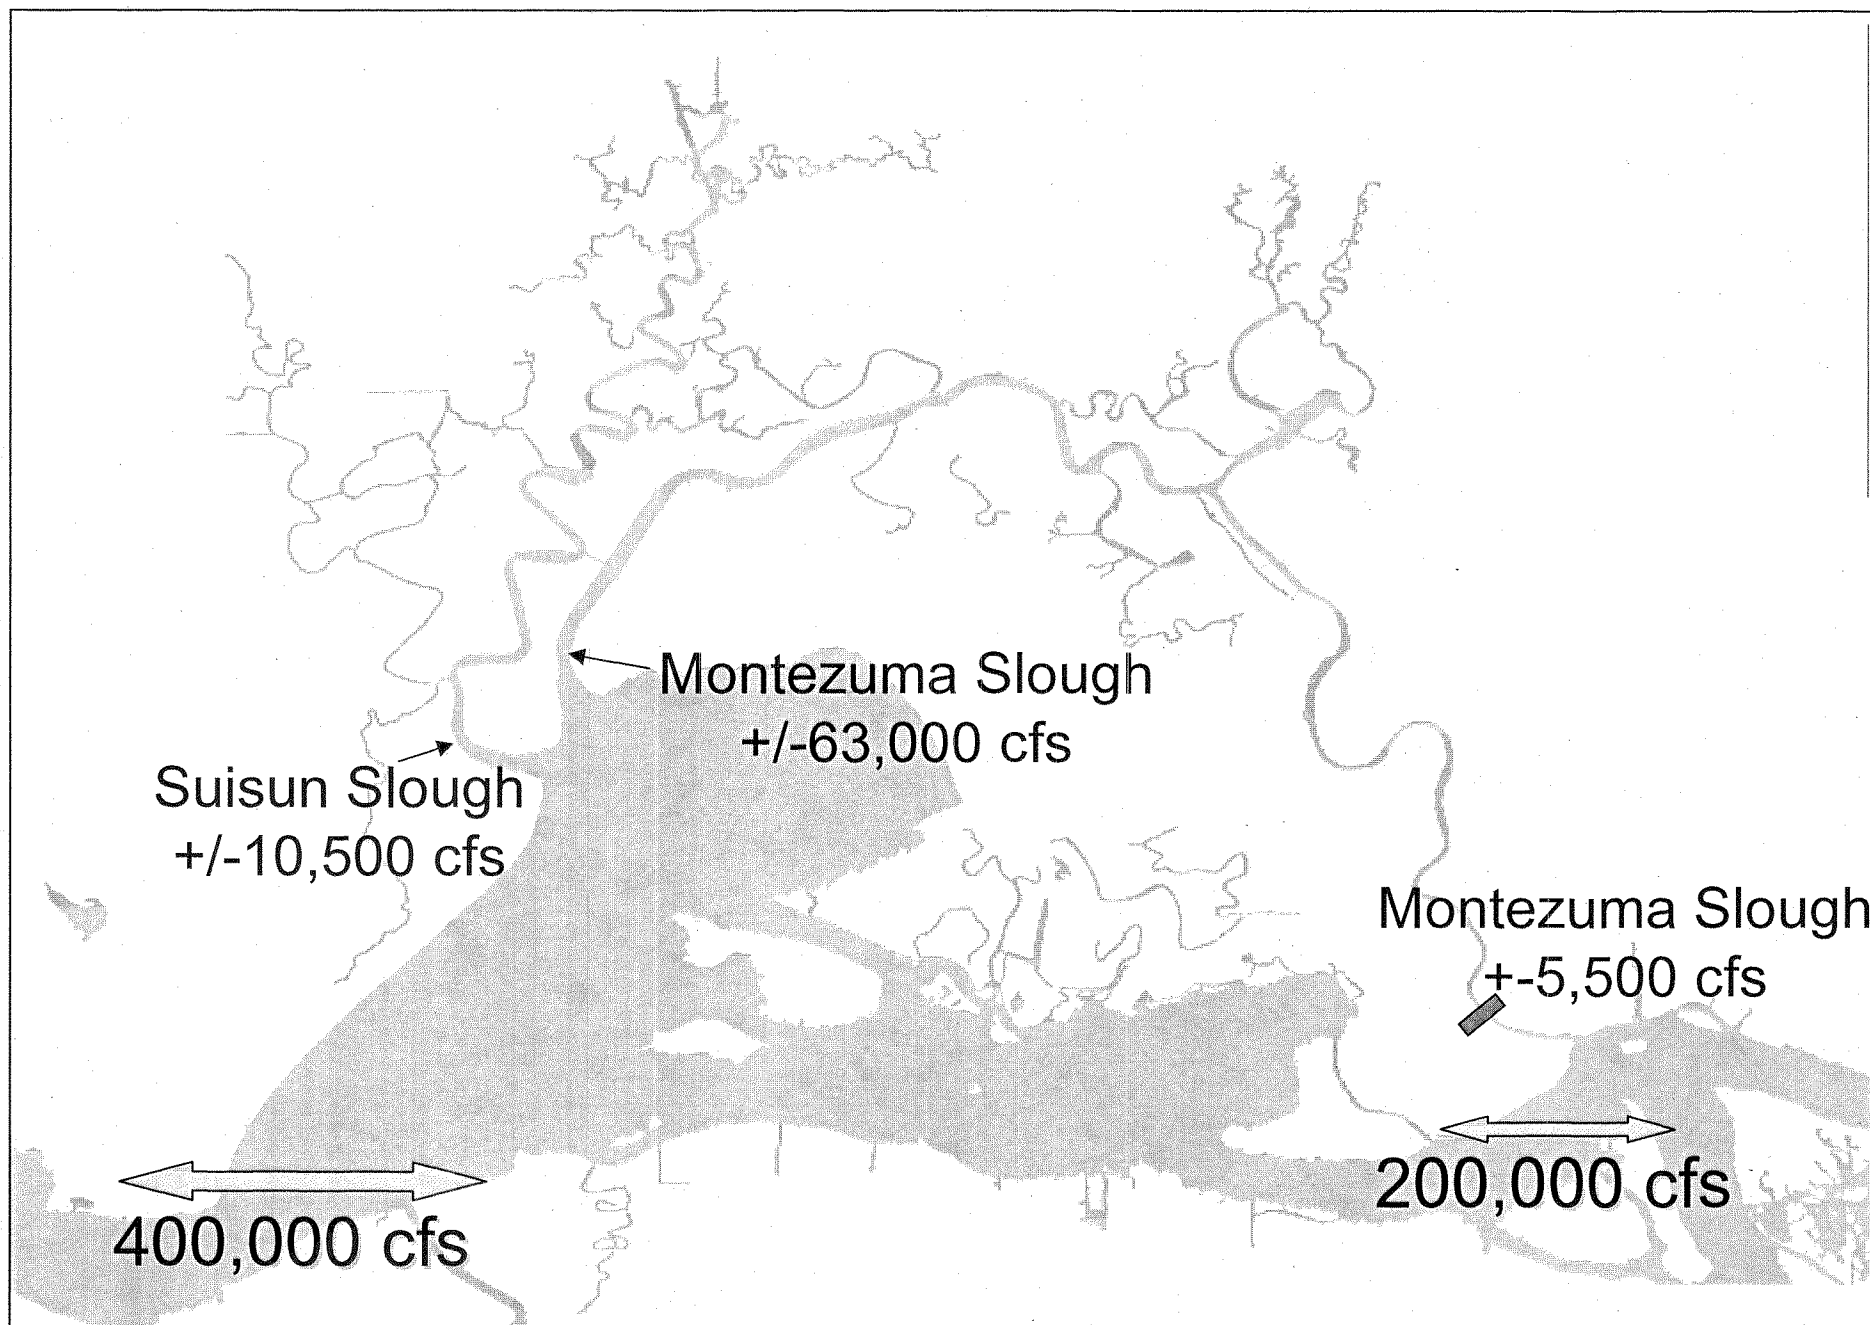 Montezuma Slough
+/-63,000 cfs
Suisun Slough
+/-10,500 cfs
Montezuma Slough
+-5,500 cfs
200,000 cfs
400,000 cfs